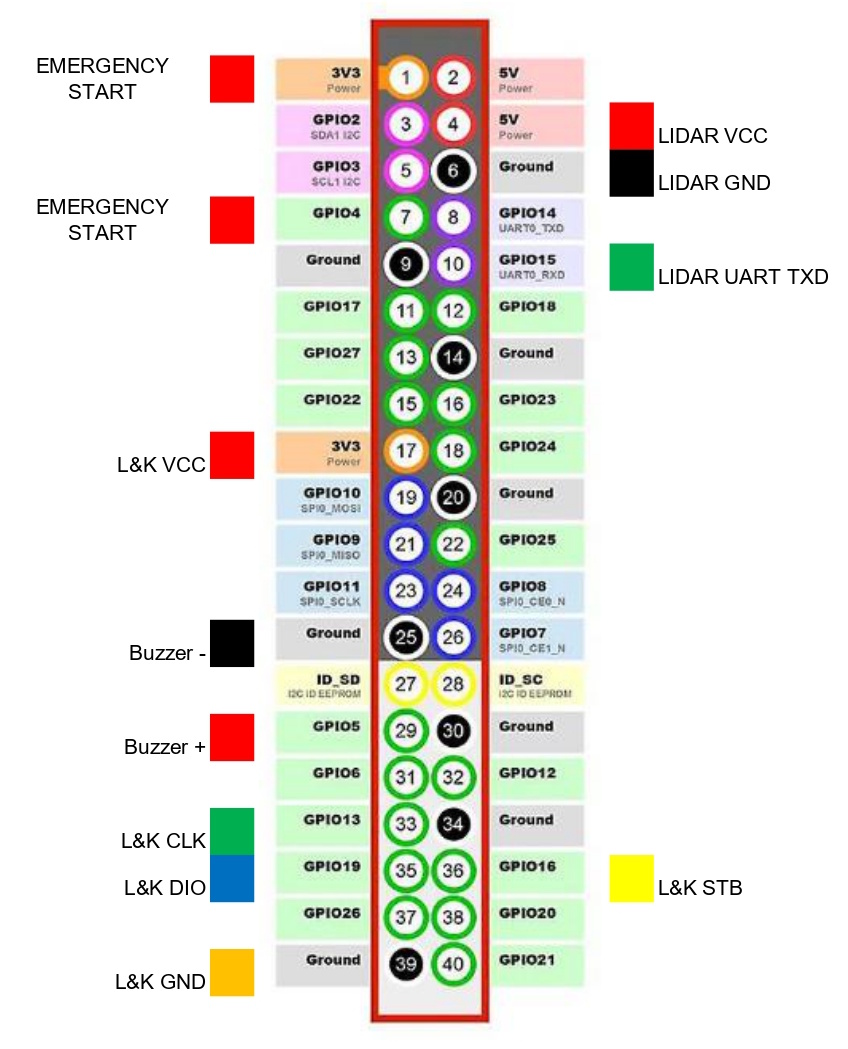 EMERGENCY
START
3V3
Power
1
2
5V
Power
GPIO2
SDA1 I2C
3
4
5V
Power
LIDAR VCC
GPIO3
SCL1 I2C
5
6
Ground
LIDAR GND
EMERGENCY
START
GPIO4
7
8
GPIO14
UART0_TXD
Ground
9
10
GPIO15
UART0_RXD
LIDAR UART TXD
GPIO17
11
12
GPIO18
GPIO27
13
14
Ground
GPIO22
15
16
GPIO23
L&K VCC
3V3
Power
17
18
GPIO24
GPIO10
SPI0_MOSI
19
20
Ground
GPIO9
SPI0_MISO
21
22
GPIO25
GPIO11
SPI0_SCLK
23
24
GPIO8
SPI0_CE0_N
Buzzer -
Ground
25
26
GPIO7
SPI0_CE1_N
ID_SD
I2C ID EEPROM
27
28
ID_SC
I2C ID EEPROM
Buzzer +
GPIO5
29
30
Ground
GPIO6
31
32
GPIO12
L&K CLK
GPIO13
33
34
Ground
L&K DIO
GPIO19
35
36
GPIO16
L&K STB
GPIO26
37
38
GPIO20
L&K GND
Ground
39
40
GPIO21